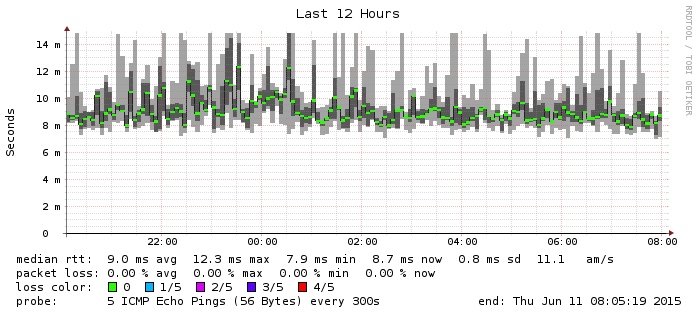 Last 12 Hours
RRDTOOL / TOBI OETIKER
Seconds
14 m
12 m
10 m
8 m
6 m
4 m
2 m
0
22:00 00:00 02:00 04:00 06:00 08:00
median rtt: 9.0 ms avg 12.3 ms max 7.9 ms min 8.7 ms now 0.8 ms sd 11.1 am/s
packet loss: 0.00 % avg 0.00 % max 0.00 % min 0.00 % now
loss color: 0 1/5 2/5 3/5 4/5
probe: 5 ICMP Echo Pings (56 Bytes) every 300s end: Thu Jun 11 08:05:19 2015